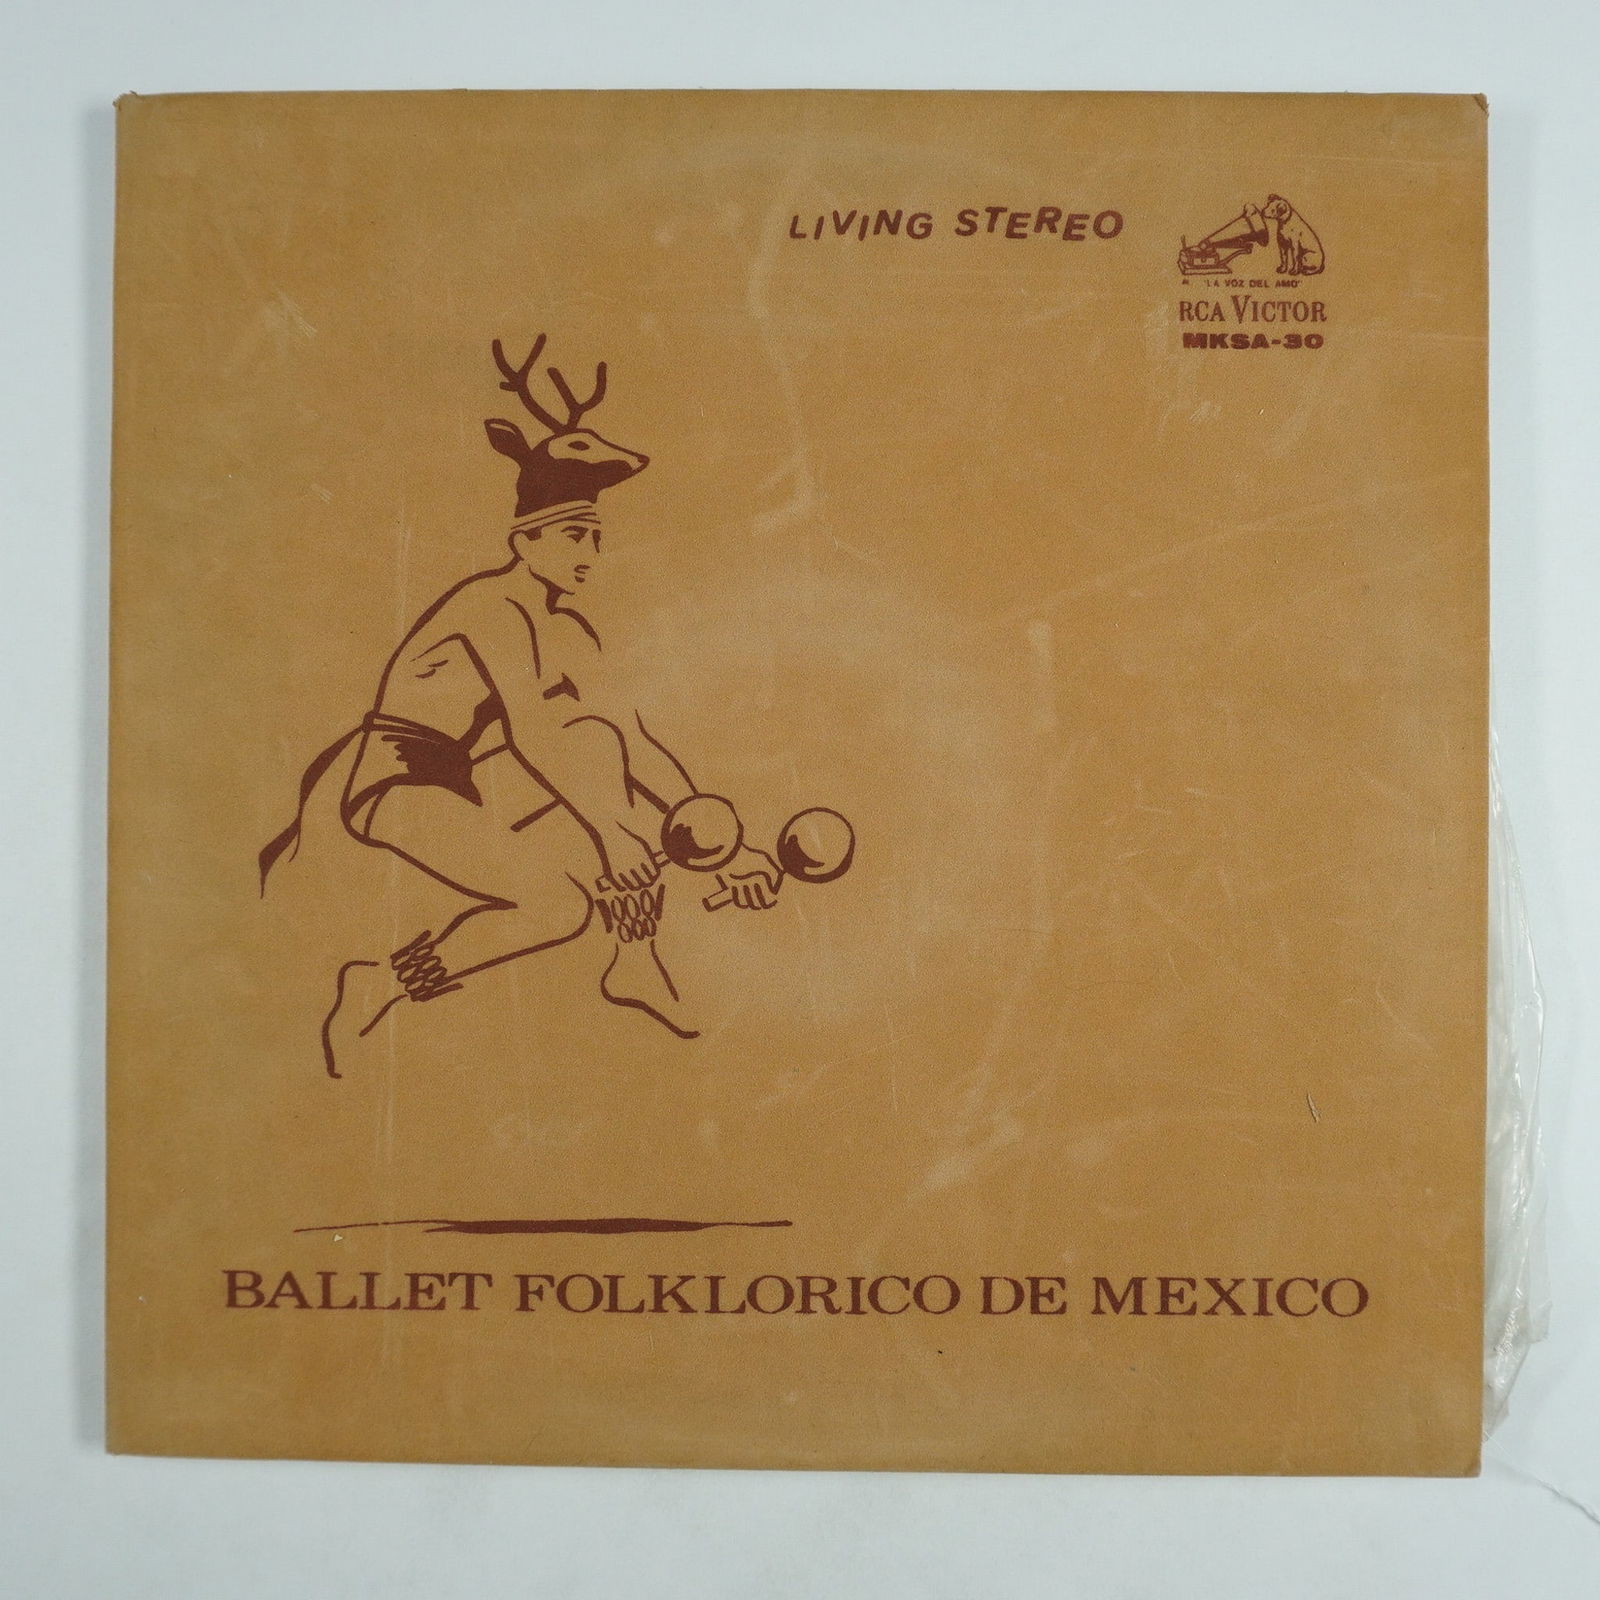 LIVING STEREO
"LA VOZ DEL AMO"
RCA VICTOR
MKSA-30
BALLET FOLKLORICO DE MEXICO